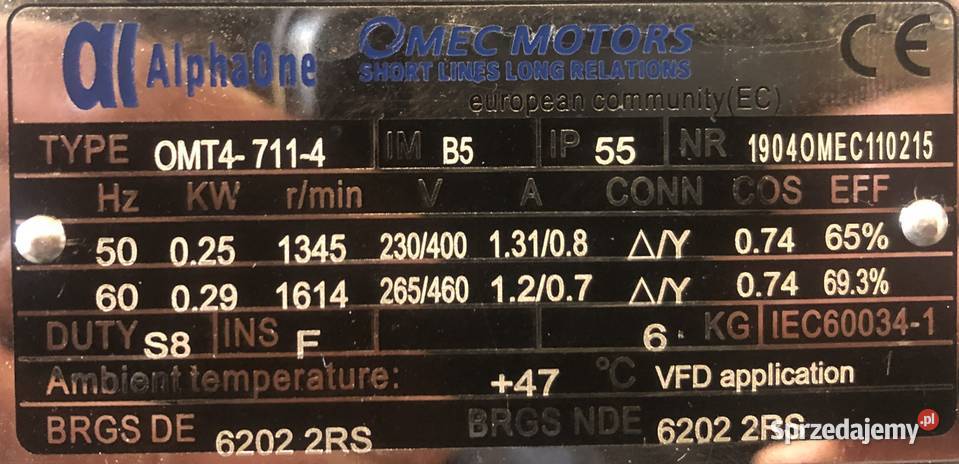 al AlphaOne OMEC MOTORS CE
SHORT LINES LONG RELATIONS
european community(EC)
TYPE OMT4-711-4 IM B5 IP 55 NR 1904OMEC110215
Hz KW r/min V A CONN COS EFF
50 0.25 1345 230/400 1.31/0.8 Δ/Y 0.74 65%
60 0.29 1614 265/460 1.2/0.7 Δ/Y 0.74 69.3%
DUTY S8 INS F 6 KG IEC60034-1
Ambient temperature: +47 °C VFD application
BRGS DE 6202 2RS BRGS NDE 6202 2RS
Sprzedajemy.pl